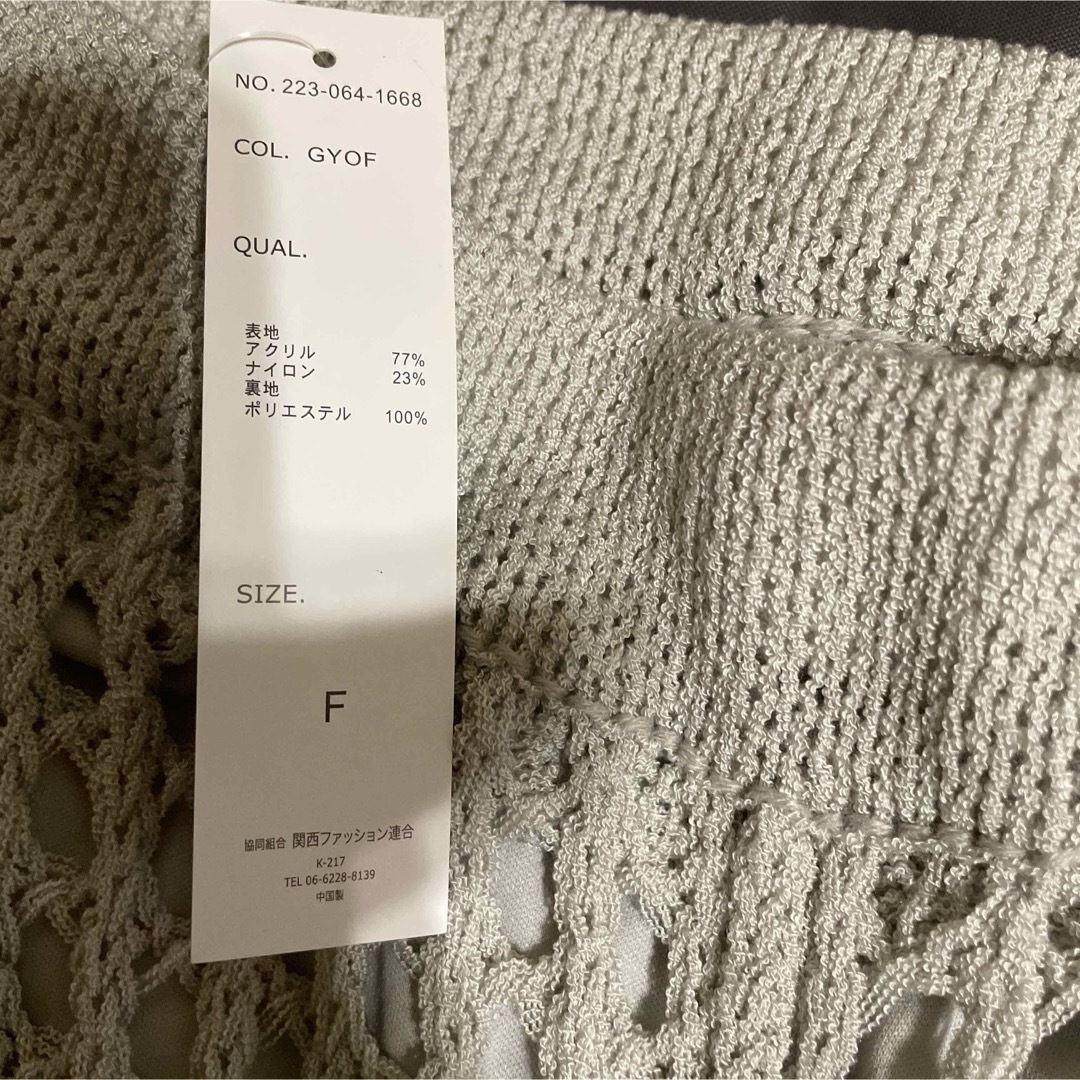 NO. 223-064-1668
COL. GYOF
QUAL.
表地
アクリル 77%
ナイロン 23%
裏地
ポリエステル 100%
SIZE.
F
協同組合 関西ファッション連合
K-217
TEL 06-6228-8139
中国製